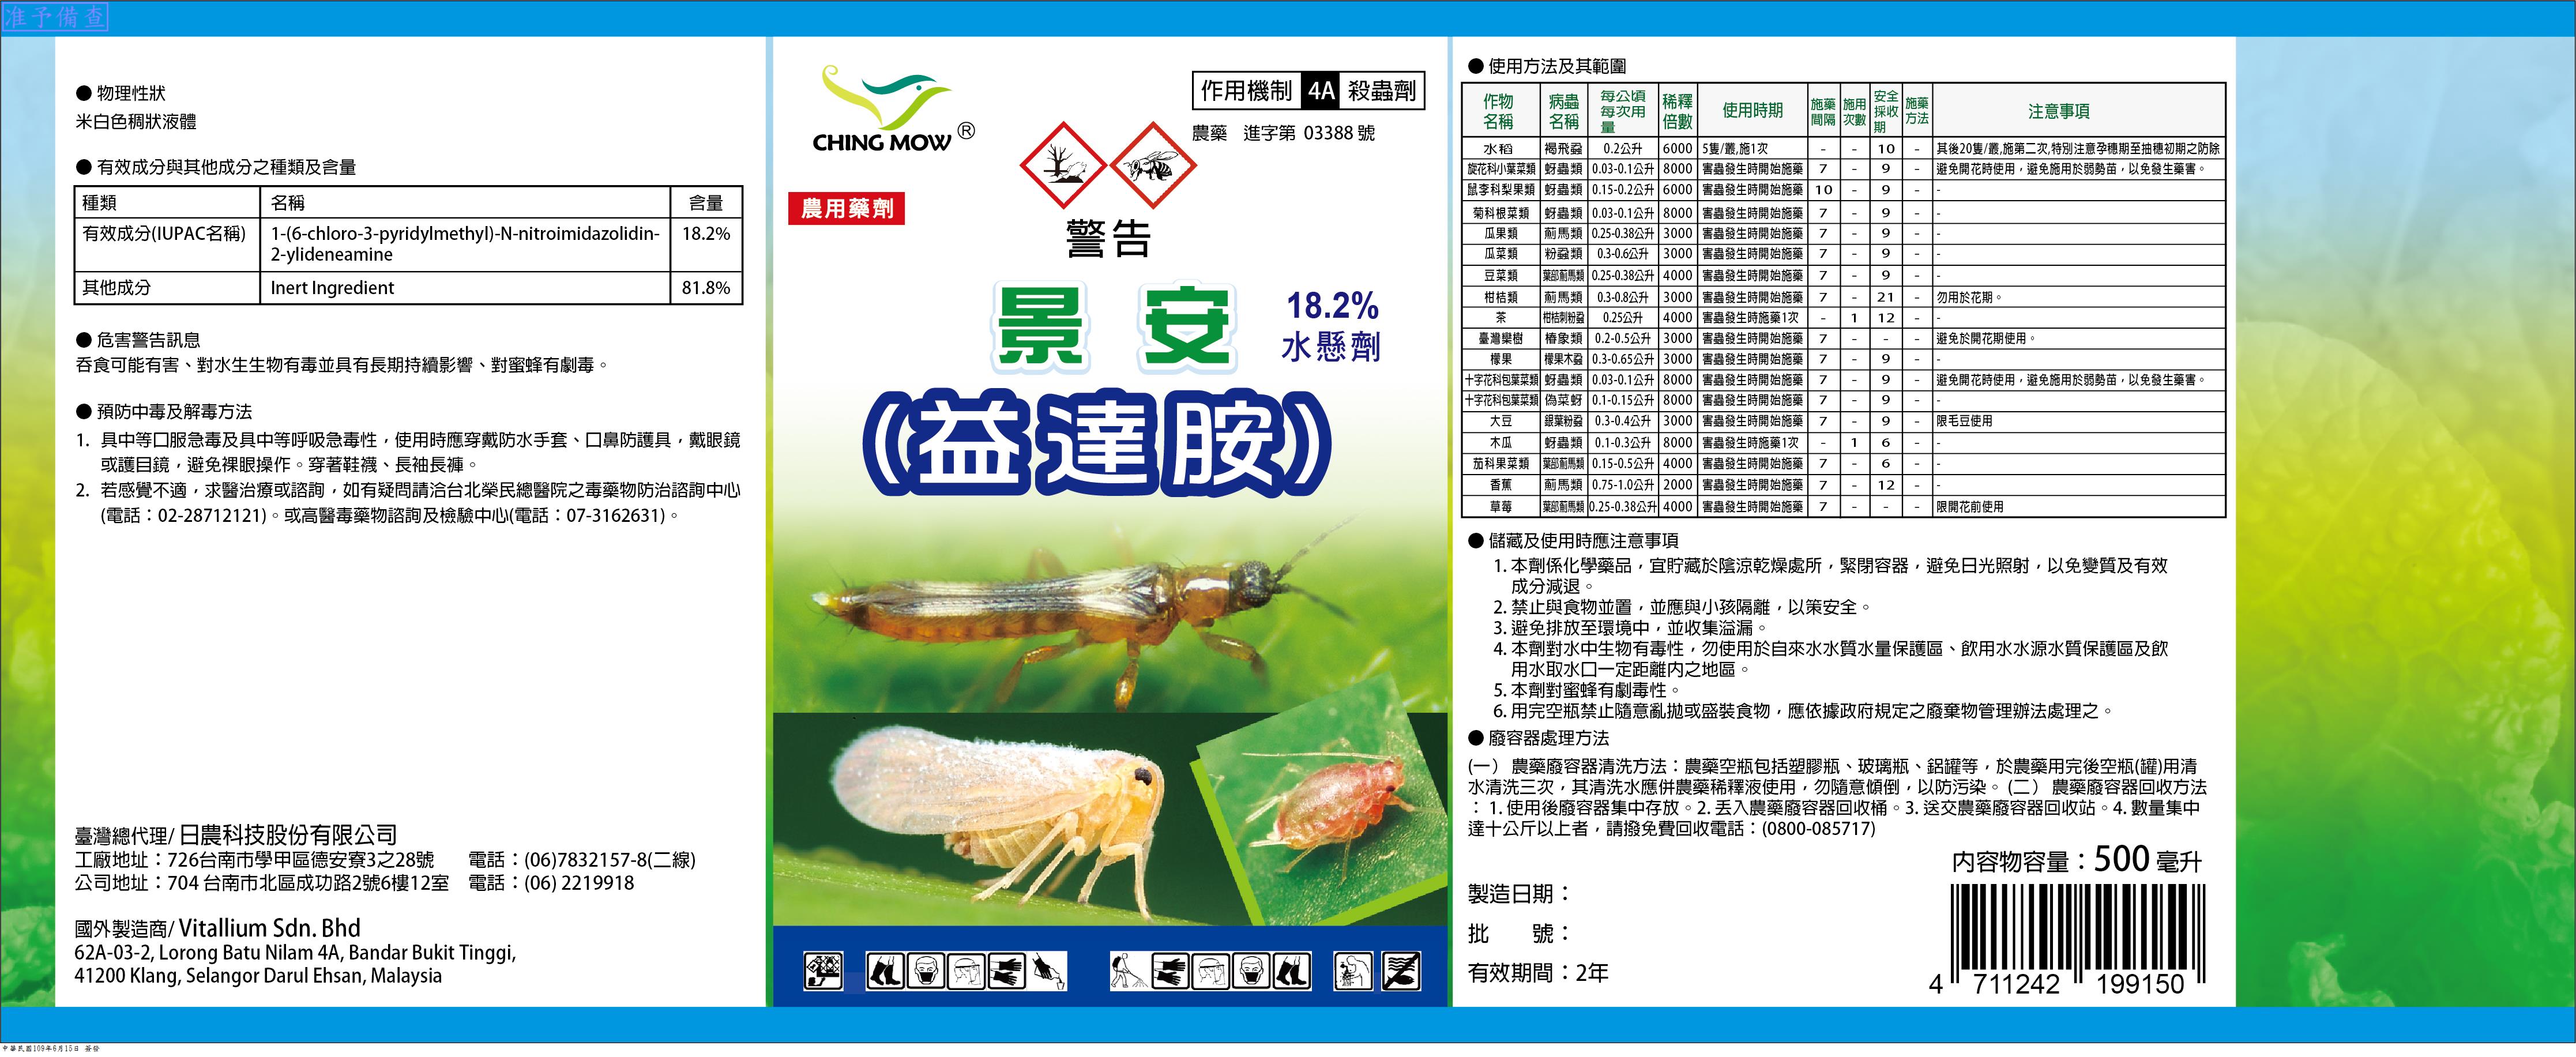 准予備查
● 物理性狀
米白色稠狀液體
● 有效成分與其他成分之種類及含量
種類 名稱 含量
有效成分(IUPAC名稱) 1-(6-chloro-3-pyridylmethyl)-N-nitroimidazolidin- 18.2%
2-ylideneamine
其他成分 Inert Ingredient 81.8%
● 危害警告訊息
吞食可能有害、對水生生物有毒並具有長期持續影響、對蜜蜂有劇毒。
● 預防中毒及解毒方法
1. 具中等口服急毒及具中等呼吸急毒性，使用時應穿戴防水手套、口鼻防護具，戴眼鏡
或護目鏡，避免裸眼操作。穿著鞋襪、長袖長褲。
2. 若感覺不適，求醫治療或諮詢，如有疑問請洽台北榮民總醫院之毒藥物防治諮詢中心
(電話：02-28712121)。或高醫毒藥物諮詢及檢驗中心(電話：07-3162631)。
臺灣總代理/ 日農科技股份有限公司
工廠地址：726台南市學甲區德安寮3之28號 電話：(06)7832157-8(二線)
公司地址：704 台南市北區成功路2號6樓12室 電話：(06) 2219918
國外製造商/ Vitallium Sdn. Bhd
62A-03-2, Lorong Batu Nilam 4A, Bandar Bukit Tinggi,
41200 Klang, Selangor Darul Ehsan, Malaysia
CHING MOW ®
作用機制 4A 殺蟲劑
農藥 進字第 03388 號
農用藥劑
警告
景安
18.2%
水懸劑
(益達胺)
● 使用方法及其範圍
作物名稱 病蟲名稱 每公頃每次用量 稀釋倍數 使用時期 施藥間隔 施用次數 安全採收期 施藥方法 注意事項
水稻 褐飛蝨 0.2公升 6000 5隻/叢,施1次 - - 10 - 其後20隻/叢,施第二次,特別注意孕穗期至抽穗初期之防除
旋花科小葉菜類 蚜蟲類 0.03-0.1公升 8000 害蟲發生時開始施藥 7 - 9 - 避免開花時使用，避免施用於弱勢苗，以免發生藥害。
鼠李科梨果類 蚜蟲類 0.15-0.2公升 6000 害蟲發生時開始施藥 10 - 9 - -
菊科根菜類 蚜蟲類 0.03-0.1公升 8000 害蟲發生時開始施藥 7 - 9 - -
瓜果類 薊馬類 0.25-0.38公升 3000 害蟲發生時開始施藥 7 - 9 - -
瓜菜類 粉蝨類 0.3-0.6公升 3000 害蟲發生時開始施藥 7 - 9 - -
豆菜類 葉部薊馬類 0.25-0.38公升 4000 害蟲發生時開始施藥 7 - 9 - -
柑桔類 薊馬類 0.3-0.8公升 3000 害蟲發生時開始施藥 7 - 21 - 勿用於花期。
茶 柑桔刺粉蝨 0.25公升 4000 害蟲發生時施藥1次 - 1 12 - -
臺灣欒樹 椿象類 0.2-0.5公升 3000 害蟲發生時開始施藥 7 - - - 避免於開花期使用。
檬果 檬果木蝨 0.3-0.65公升 3000 害蟲發生時開始施藥 7 - 9 - -
十字花科包葉菜類 蚜蟲類 0.03-0.1公升 8000 害蟲發生時開始施藥 7 - 9 - 避免開花時使用，避免施用於弱勢苗，以免發生藥害。
十字花科包葉菜類 偽菜蚜 0.1-0.15公升 8000 害蟲發生時開始施藥 7 - 9 - -
大豆 銀葉粉蝨 0.3-0.4公升 3000 害蟲發生時開始施藥 7 - 9 - 限毛豆使用
木瓜 蚜蟲類 0.1-0.3公升 8000 害蟲發生時施藥1次 - 1 6 - -
茄科果菜類 葉部薊馬類 0.15-0.5公升 4000 害蟲發生時開始施藥 7 - 6 - -
香蕉 薊馬類 0.75-1.0公升 2000 害蟲發生時開始施藥 7 - 12 - -
草莓 葉部薊馬類 0.25-0.38公升 4000 害蟲發生時開始施藥 7 - - - 限開花前使用
● 儲藏及使用時應注意事項
1. 本劑係化學藥品，宜貯藏於陰涼乾燥處所，緊閉容器，避免日光照射，以免變質及有效
成分減退。
2. 禁止與食物並置，並應與小孩隔離，以策安全。
3. 避免排放至環境中，並收集溢漏。
4. 本劑對水中生物有毒性，勿使用於自來水水質水量保護區、飲用水水源水質保護區及飲
用水取水口一定距離內之地區。
5. 本劑對蜜蜂有劇毒性。
6. 用完空瓶禁止隨意亂拋或盛裝食物，應依據政府規定之廢棄物管理辦法處理之。
● 廢容器處理方法
(一） 農藥廢容器清洗方法：農藥空瓶包括塑膠瓶、玻璃瓶、鋁罐等，於農藥用完後空瓶(罐)用清
水清洗三次，其清洗水應併農藥稀釋液使用，勿隨意傾倒，以防污染。 (二） 農藥廢容器回收方法
：1. 使用後廢容器集中存放。2. 丟入農藥廢容器回收桶。3. 送交農藥廢容器回收站。4. 數量集中
達十公斤以上者，請撥免費回收電話：(0800-085717)
內容物容量：500 毫升
製造日期：
批 號：
有效期間：2年
4 711242 199150
中華民國109年6月15日 簽發